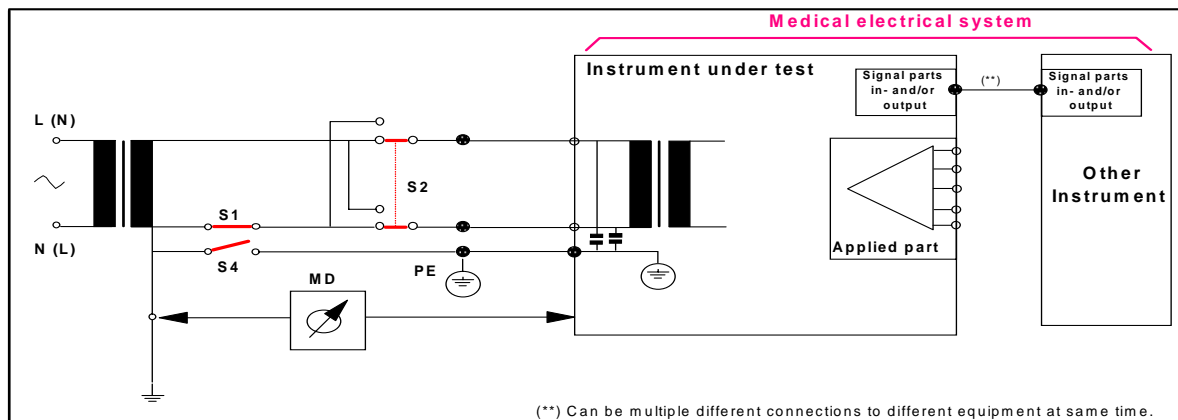 Medical electrical system
Instrument under test
Signal parts
in- and/or
output
(**)
Signal parts
in- and/or
output
L (N)
S2
Other
Instrument
S1
N (L)
S4
PE
Applied part
MD
(**) Can be multiple different connections to different equipment at same time.